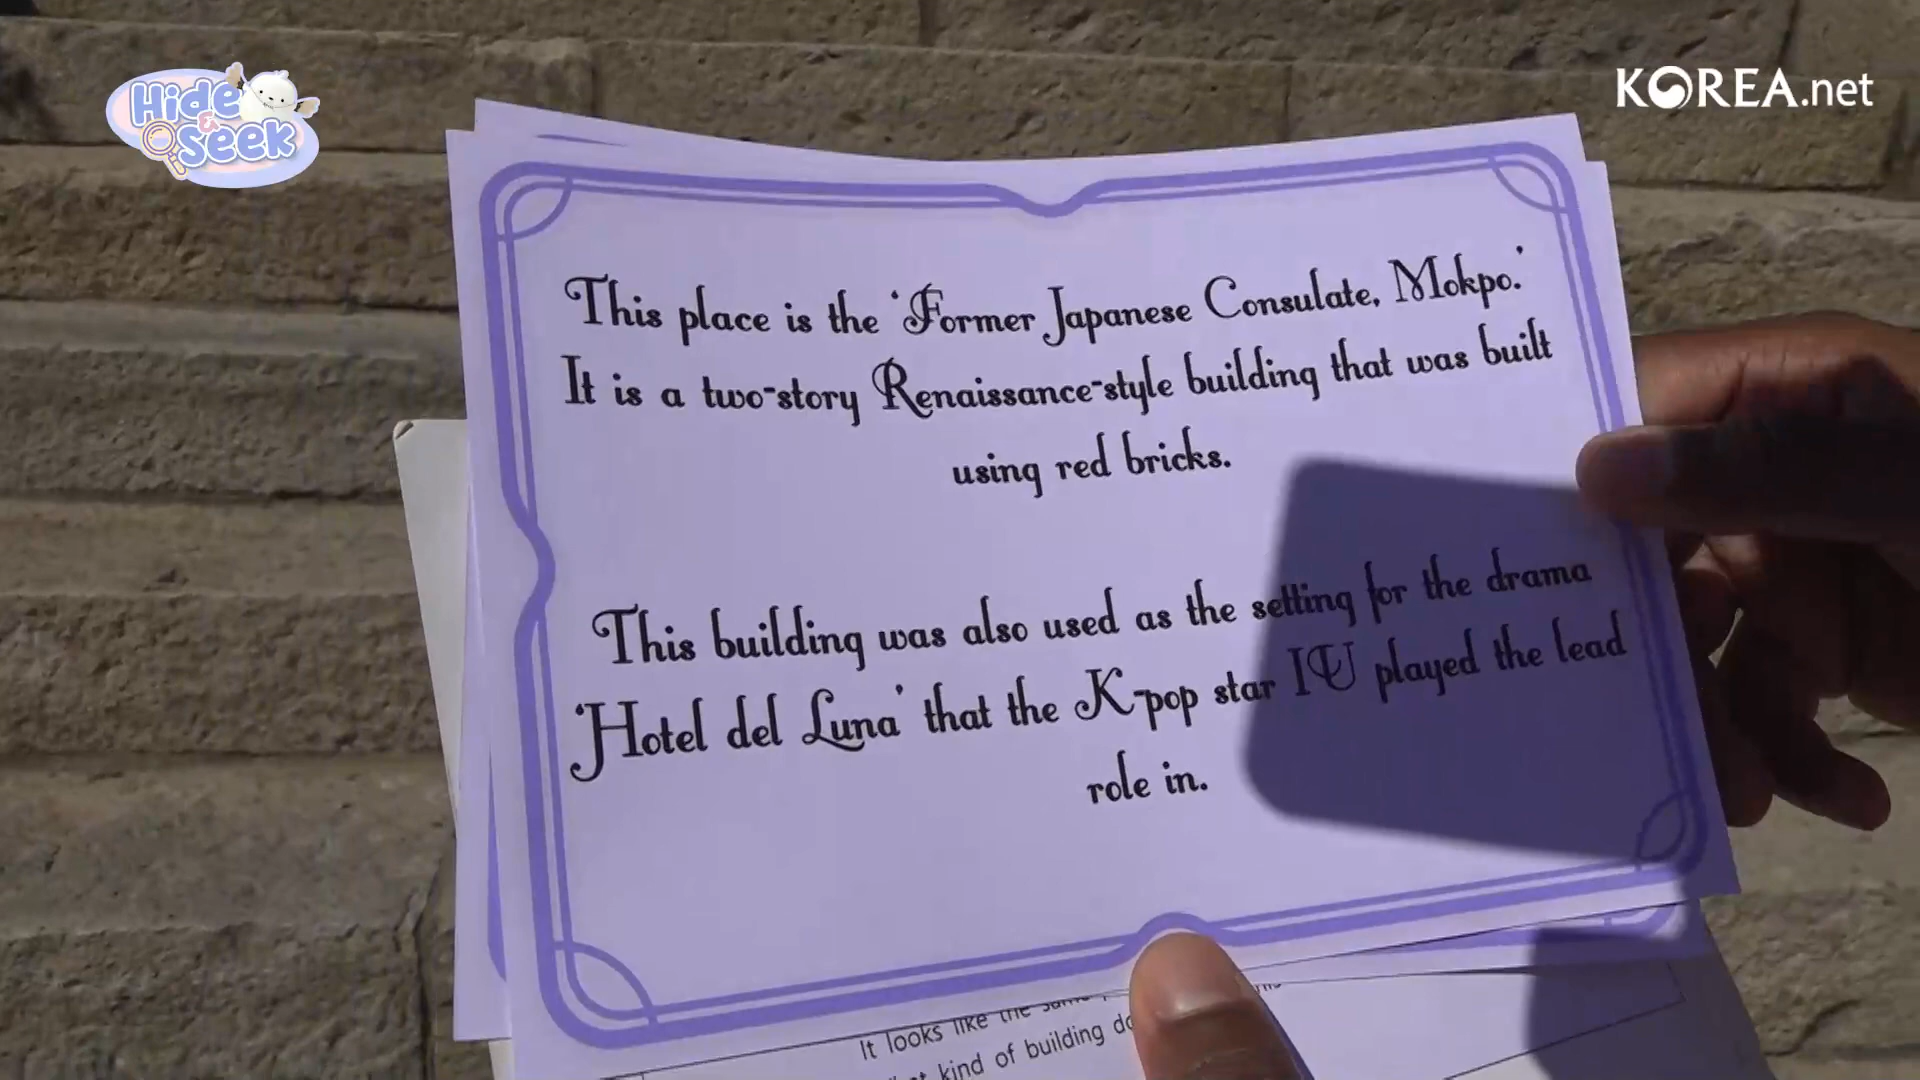 Hide
&
Seek
KOREA.net
This place is the 'Former Japanese Consulate, Mokpo.'
It is a two-story Renaissance-style building that was built
using red bricks.
This building was also used as the setting for the drama
'Hotel del Luna' that the K-pop star IU played the lead
role in.
It looks like the same
kind of building